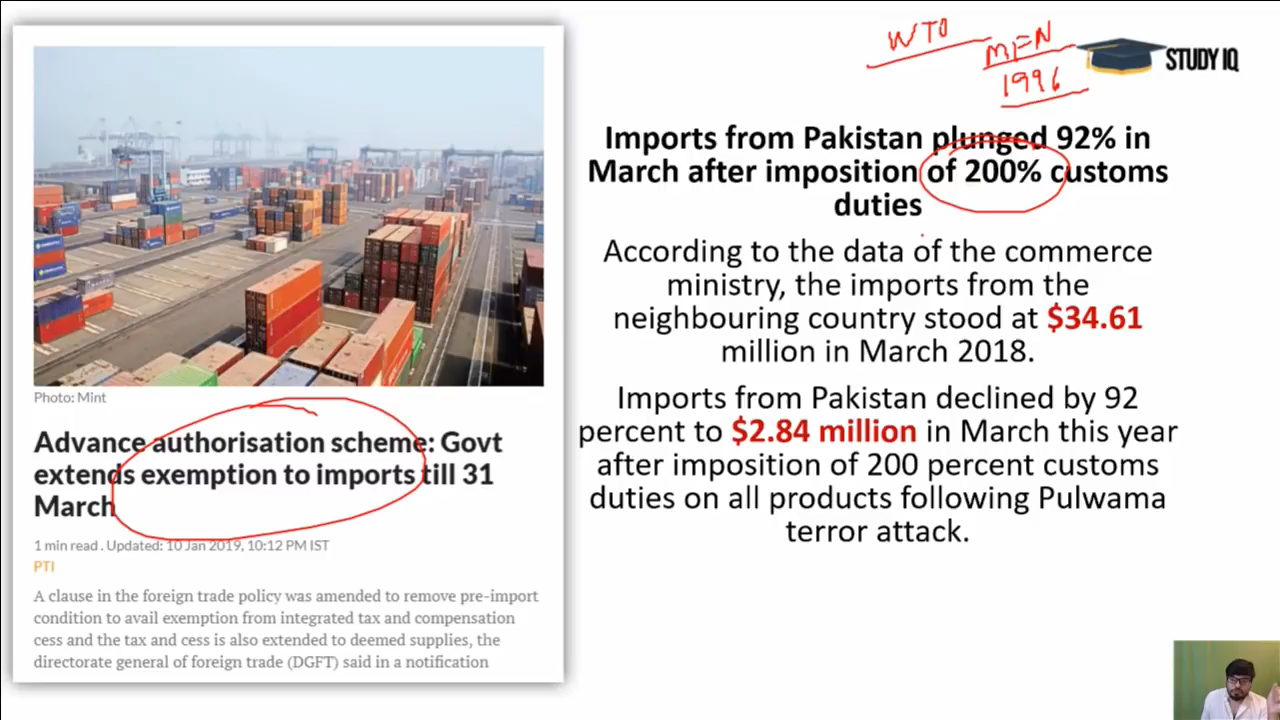 Photo: Mint
Advance authorisation scheme: Govt
extends exemption to imports till 31
March
1 min read . Updated: 10 Jan 2019, 10:12 PM IST
PTI
A clause in the foreign trade policy was amended to remove pre-import
condition to avail exemption from integrated tax and compensation
cess and the tax and cess is also extended to deemed supplies, the
directorate general of foreign trade (DGFT) said in a notification
WTO
MFN
1996
STUDY IQ
Imports from Pakistan plunged 92% in
March after imposition of 200% customs
duties
According to the data of the commerce
ministry, the imports from the
neighbouring country stood at $34.61
million in March 2018.
Imports from Pakistan declined by 92
percent to $2.84 million in March this year
after imposition of 200 percent customs
duties on all products following Pulwama
terror attack.